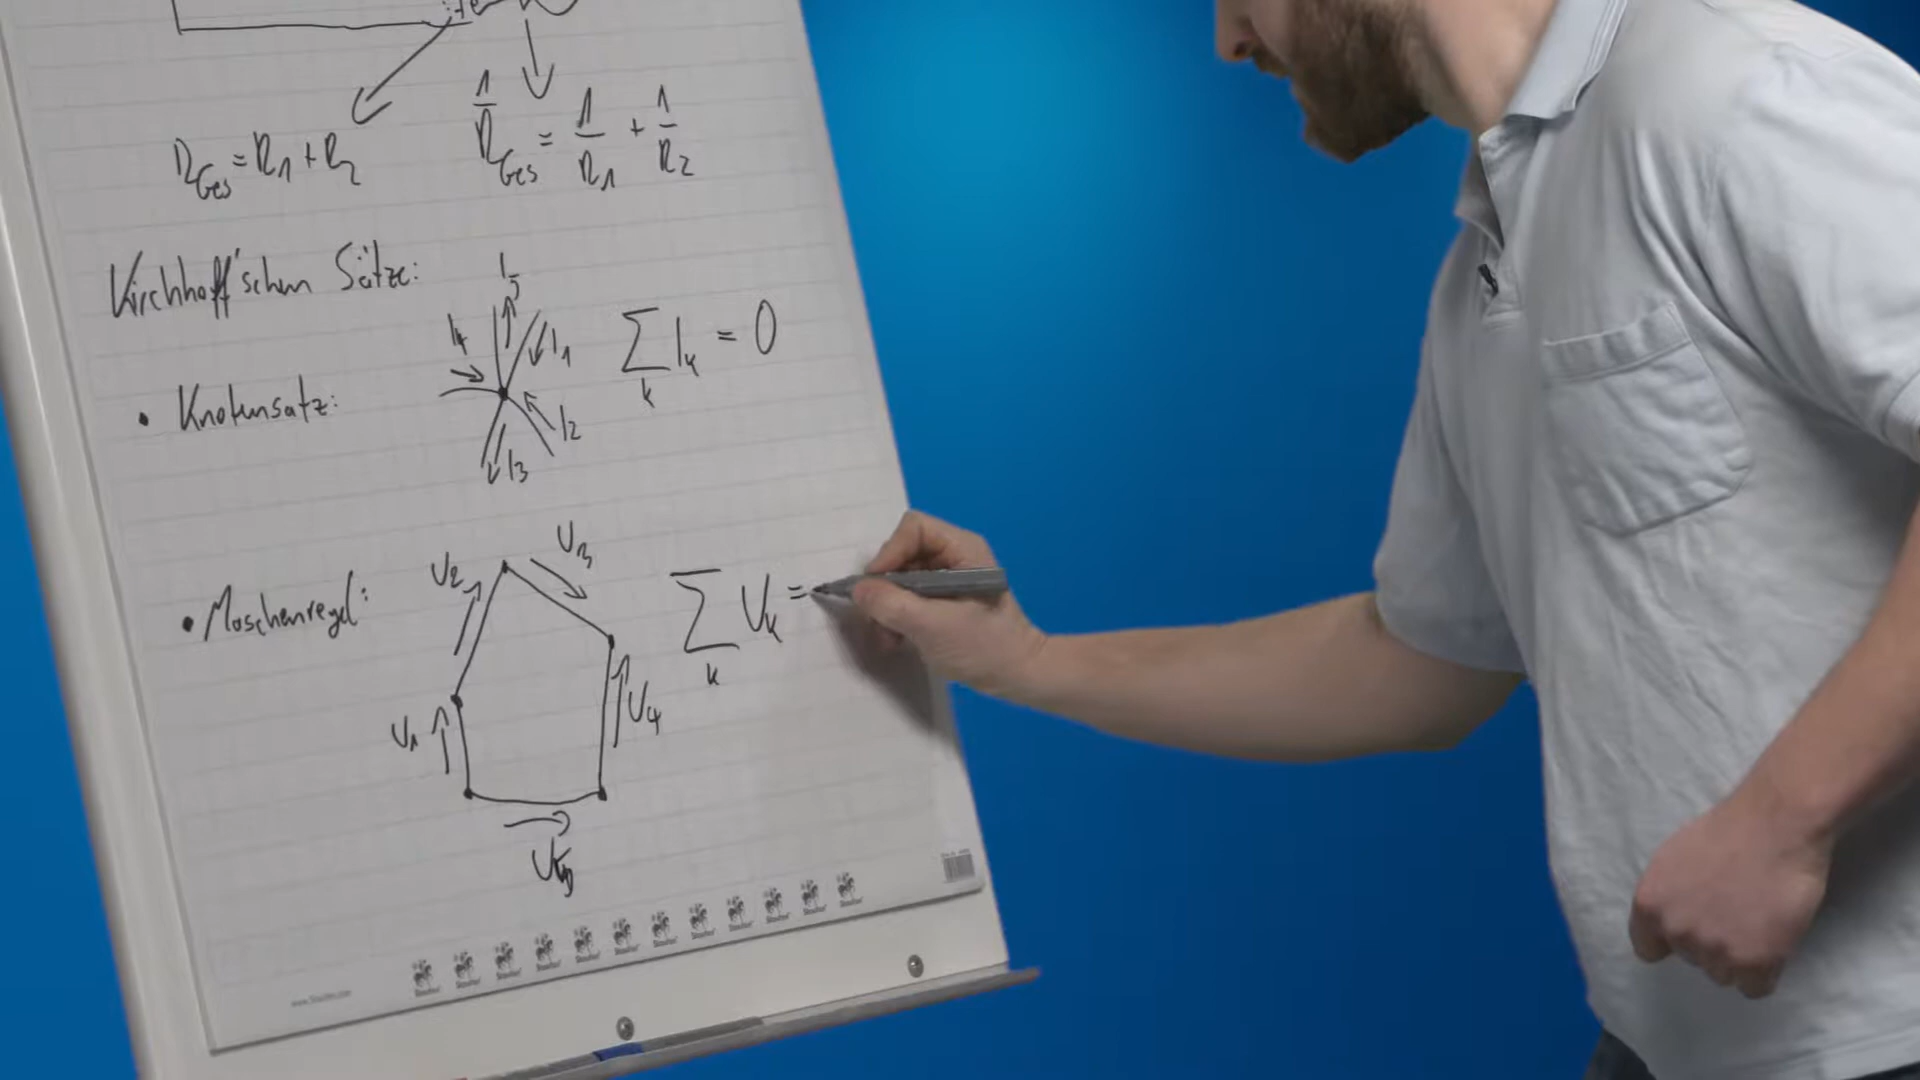 R_Ges = R_1 + R_2
1/R_Ges = 1/R_1 + 1/R_2
Kirchhoff'schen Sätze:
I_5
I_4
I_1
∑_k I_k = 0
• Knotensatz:
I_2
I_3
U_3
U_2
• Maschenregel:
∑_k U_k =
U_1
U_4
U_5